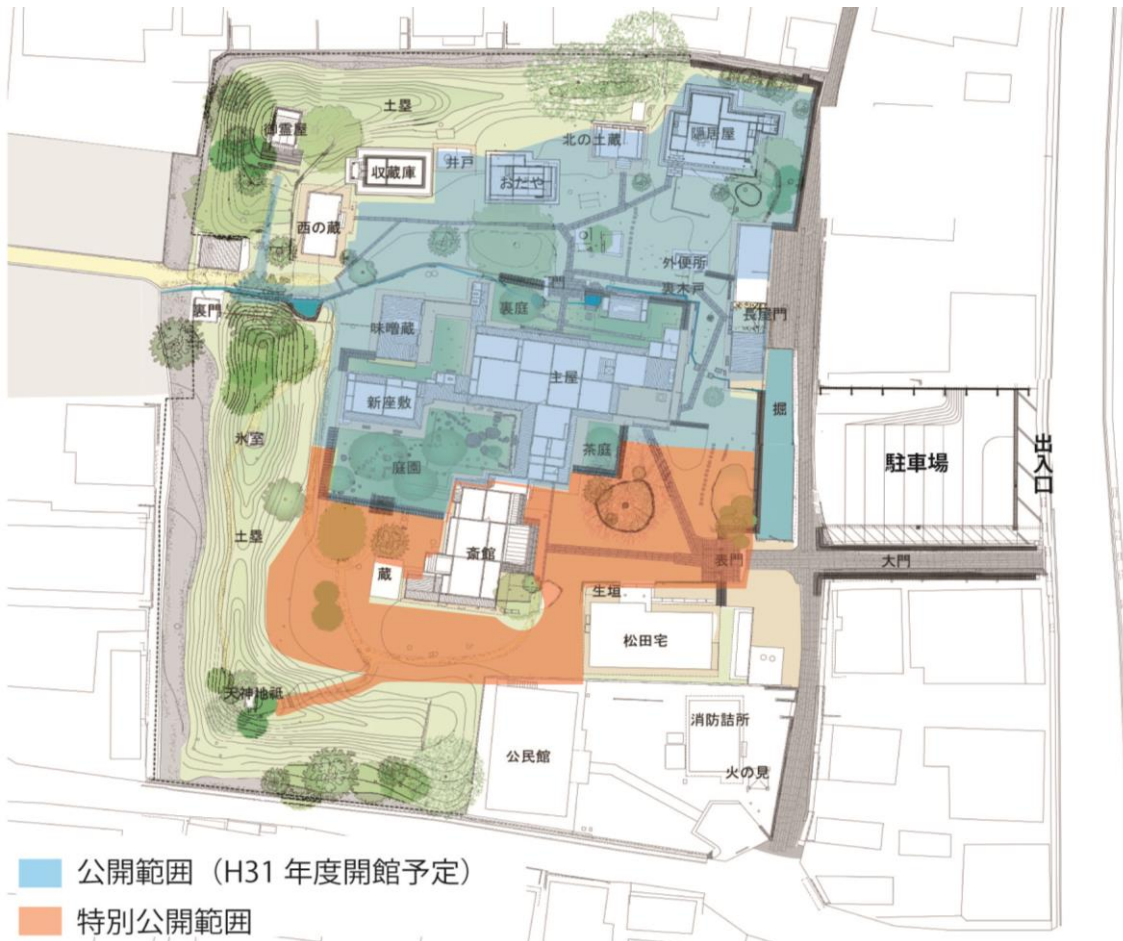 土塁
御霊屋
北の土蔵
隠居屋
収蔵庫
井戸
おだや
西の蔵
外便所
門
裏木戸
裏門
裏庭
長屋門
味噌蔵
主屋
新座敷
掘
氷室
茶庭
庭園
駐車場
出入口
土塁
斎館
表門
大門
蔵
生垣
松田宅
天神地祇
消防詰所
公民館
火の見
公開範囲（H31 年度開館予定）
特別公開範囲